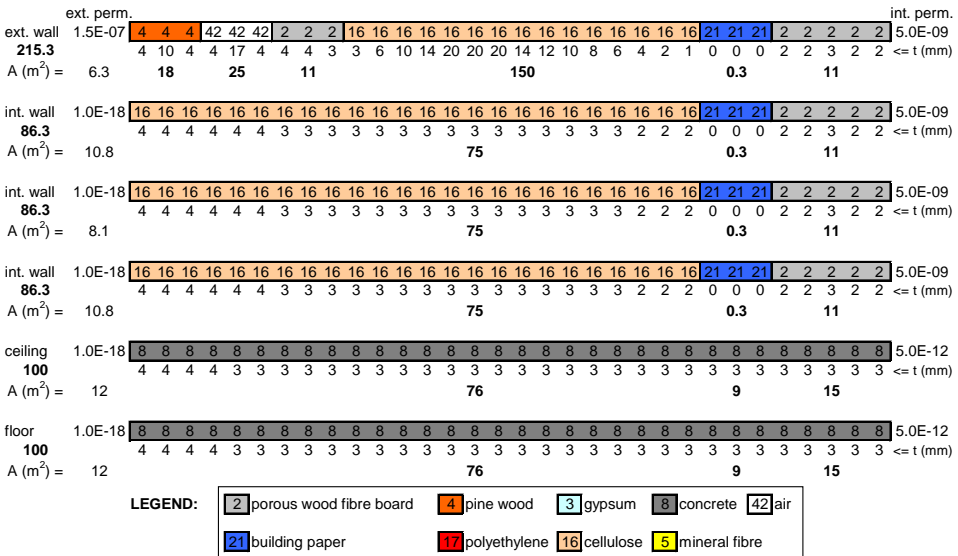 ext. perm. int. perm.
ext. wall 1.5E-07 4 4 4 42 42 42 2 2 2 16 16 16 16 16 16 16 16 16 16 16 16 16 16 16 21 21 21 2 2 2 2 2 5.0E-09
215.3 4 10 4 4 17 4 4 4 3 3 6 10 14 20 20 20 14 12 10 8 6 4 2 1 0 0 0 2 2 3 2 2 <= t (mm)
A (m²) = 6.3 18 25 11 150 0.3 11
int. wall 1.0E-18 16 16 16 16 16 16 16 16 16 16 16 16 16 16 16 16 16 16 16 16 16 16 16 16 21 21 21 2 2 2 2 2 5.0E-09
86.3 4 4 4 4 4 4 3 3 3 3 3 3 3 3 3 3 3 3 3 3 3 2 2 2 0 0 0 2 2 3 2 2 <= t (mm)
A (m²) = 10.8 75 0.3 11
int. wall 1.0E-18 16 16 16 16 16 16 16 16 16 16 16 16 16 16 16 16 16 16 16 16 16 16 16 16 21 21 21 2 2 2 2 2 5.0E-09
86.3 4 4 4 4 4 4 3 3 3 3 3 3 3 3 3 3 3 3 3 3 3 2 2 2 0 0 0 2 2 3 2 2 <= t (mm)
A (m²) = 8.1 75 0.3 11
int. wall 1.0E-18 16 16 16 16 16 16 16 16 16 16 16 16 16 16 16 16 16 16 16 16 16 16 16 16 21 21 21 2 2 2 2 2 5.0E-09
86.3 4 4 4 4 4 4 3 3 3 3 3 3 3 3 3 3 3 3 3 3 3 2 2 2 0 0 0 2 2 3 2 2 <= t (mm)
A (m²) = 10.8 75 0.3 11
ceiling 1.0E-18 8 8 8 8 8 8 8 8 8 8 8 8 8 8 8 8 8 8 8 8 8 8 8 8 8 8 8 8 8 8 8 8 5.0E-12
100 4 4 4 4 3 3 3 3 3 3 3 3 3 3 3 3 3 3 3 3 3 3 3 3 3 3 3 3 3 3 3 3 <= t (mm)
A (m²) = 12 76 9 15
floor 1.0E-18 8 8 8 8 8 8 8 8 8 8 8 8 8 8 8 8 8 8 8 8 8 8 8 8 8 8 8 8 8 8 8 8 5.0E-12
100 4 4 4 4 3 3 3 3 3 3 3 3 3 3 3 3 3 3 3 3 3 3 3 3 3 3 3 3 3 3 3 3 <= t (mm)
A (m²) = 12 76 9 15
LEGEND: 2 porous wood fibre board 4 pine wood 3 gypsum 8 concrete 42 air
21 building paper 17 polyethylene 16 cellulose 5 mineral fibre